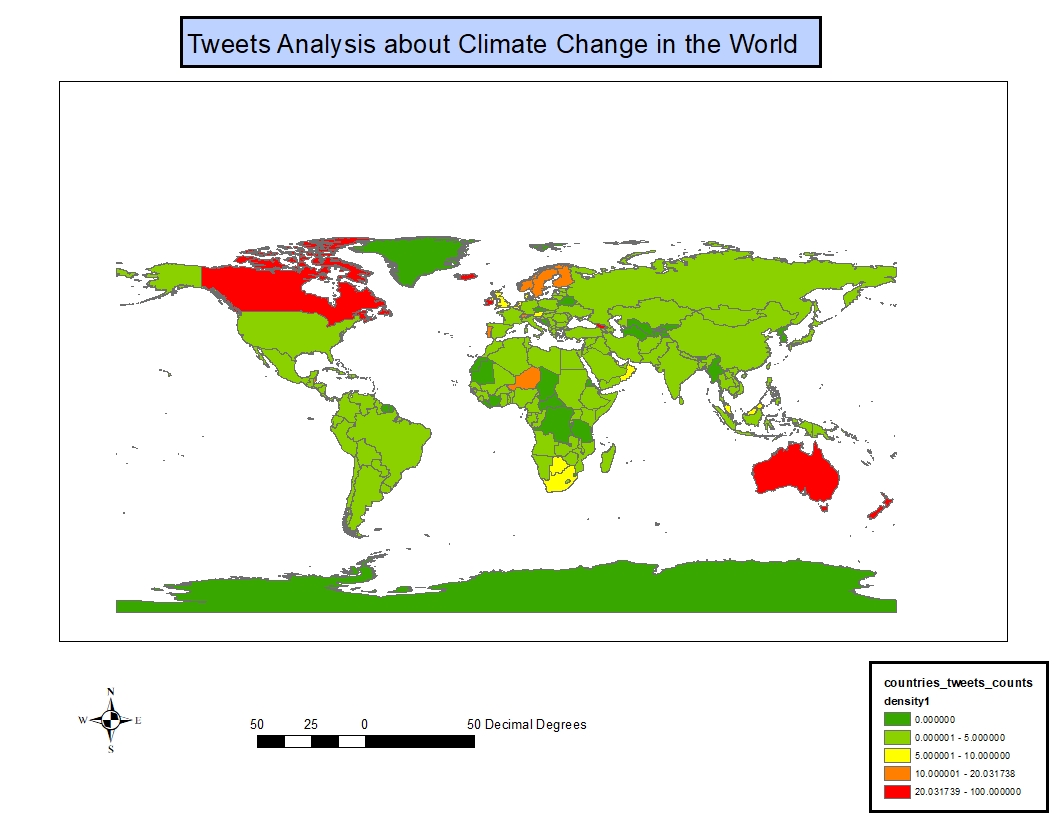 Tweets Analysis about Climate Change in the World
N
W E
S
50 25 0 50 Decimal Degrees
countries_tweets_counts
density1
0.000000
0.000001 - 5.000000
5.000001 - 10.000000
10.000001 - 20.031738
20.031739 - 100.000000